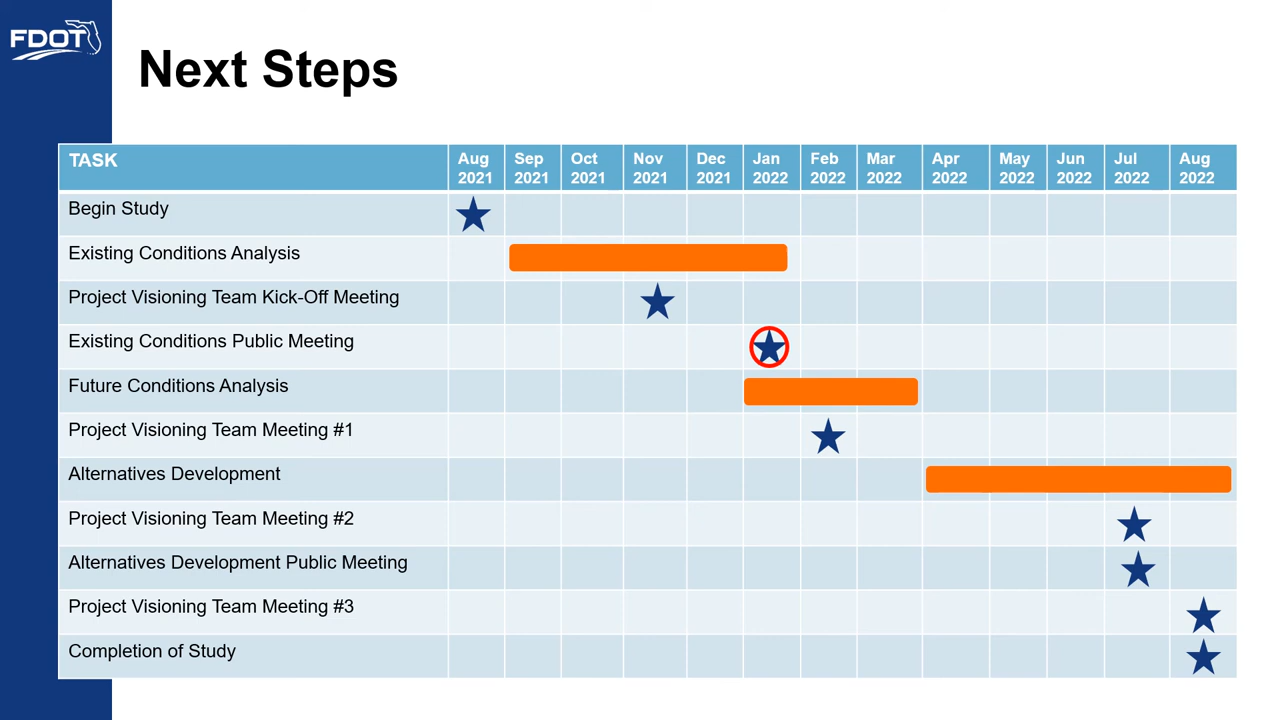 FDOT
Next Steps
TASK
Aug 2021
Sep 2021
Oct 2021
Nov 2021
Dec 2021
Jan 2022
Feb 2022
Mar 2022
Apr 2022
May 2022
Jun 2022
Jul 2022
Aug 2022
Begin Study
Existing Conditions Analysis
Project Visioning Team Kick-Off Meeting
Existing Conditions Public Meeting
Future Conditions Analysis
Project Visioning Team Meeting #1
Alternatives Development
Project Visioning Team Meeting #2
Alternatives Development Public Meeting
Project Visioning Team Meeting #3
Completion of Study